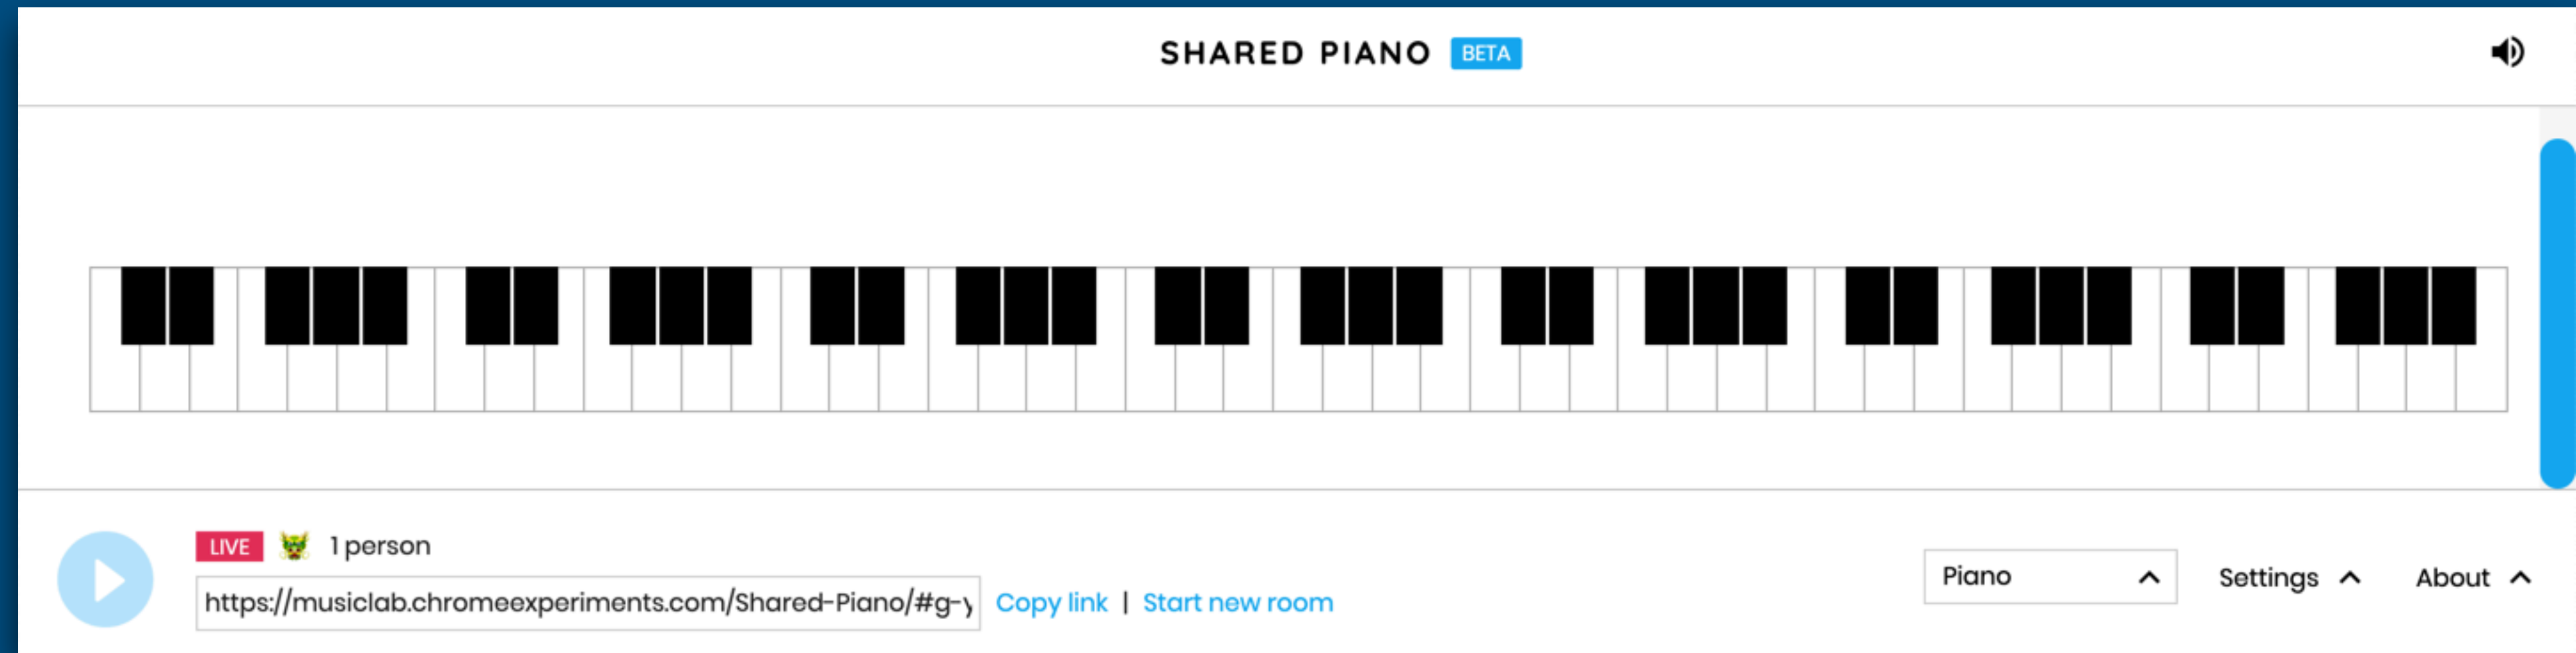 SHARED PIANO BETA
LIVE 1 person
https://musiclab.chromeexperiments.com/Shared-Piano/#g-y
Copy link | Start new room
Piano
Settings
About